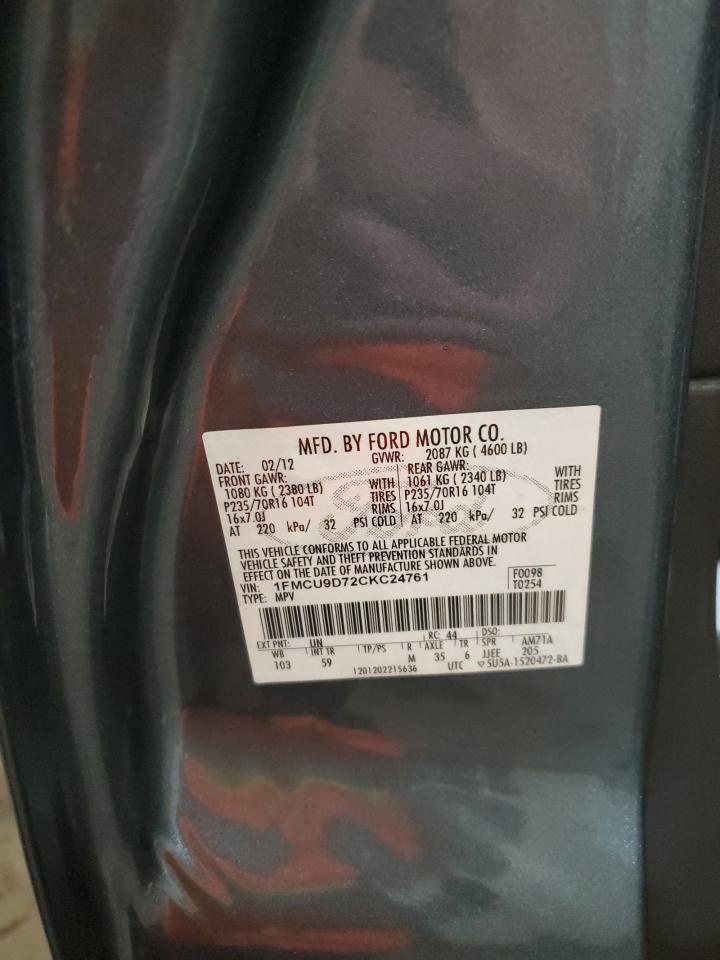 MFD. BY FORD MOTOR CO.
DATE: 02/12 GVWR: 2087 KG ( 4600 LB)
FRONT GAWR: REAR GAWR:
1080 KG ( 2380 LB) WITH 1061 KG ( 2340 LB) WITH
P235/70R16 104T TIRES P235/70R16 104T TIRES
16x7.0J RIMS 16x7.0J RIMS
AT 220 kPa/ 32 PSI COLD AT 220 kPa/ 32 PSI COLD
Ford
THIS VEHICLE CONFORMS TO ALL APPLICABLE FEDERAL MOTOR
VEHICLE SAFETY AND THEFT PREVENTION STANDARDS IN
EFFECT ON THE DATE OF MANUFACTURE SHOWN ABOVE.
VIN: 1FMCU9D72CKC24761 F0098
TYPE: MPV T0254
EXT PNT: UN RC: 44 DSO:
WB INT TR TP/PS R AXLE TR SPR AM71A
103 59 M 35 6 JJEE 205
1201202215636 UTC ▽5U5A-1520472-BA